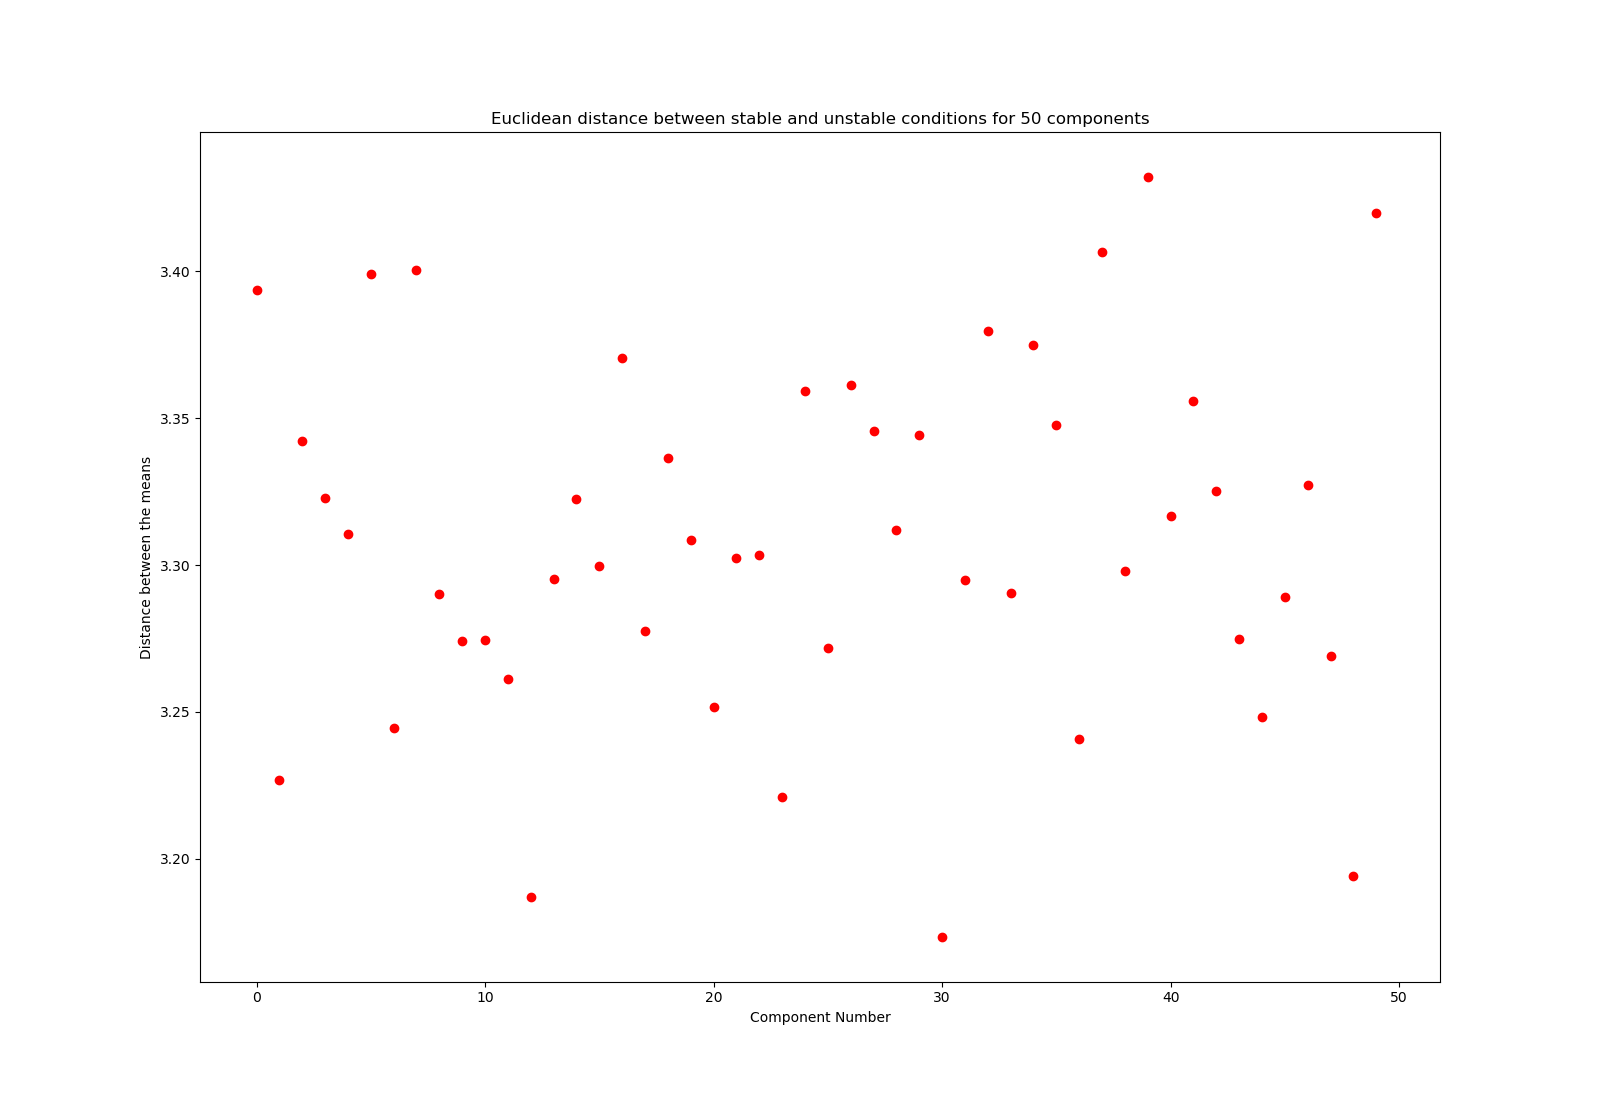 Euclidean distance between stable and unstable conditions for 50 components
Distance between the means
3.40
3.35
3.30
3.25
3.20
0 10 20 30 40 50
Component Number